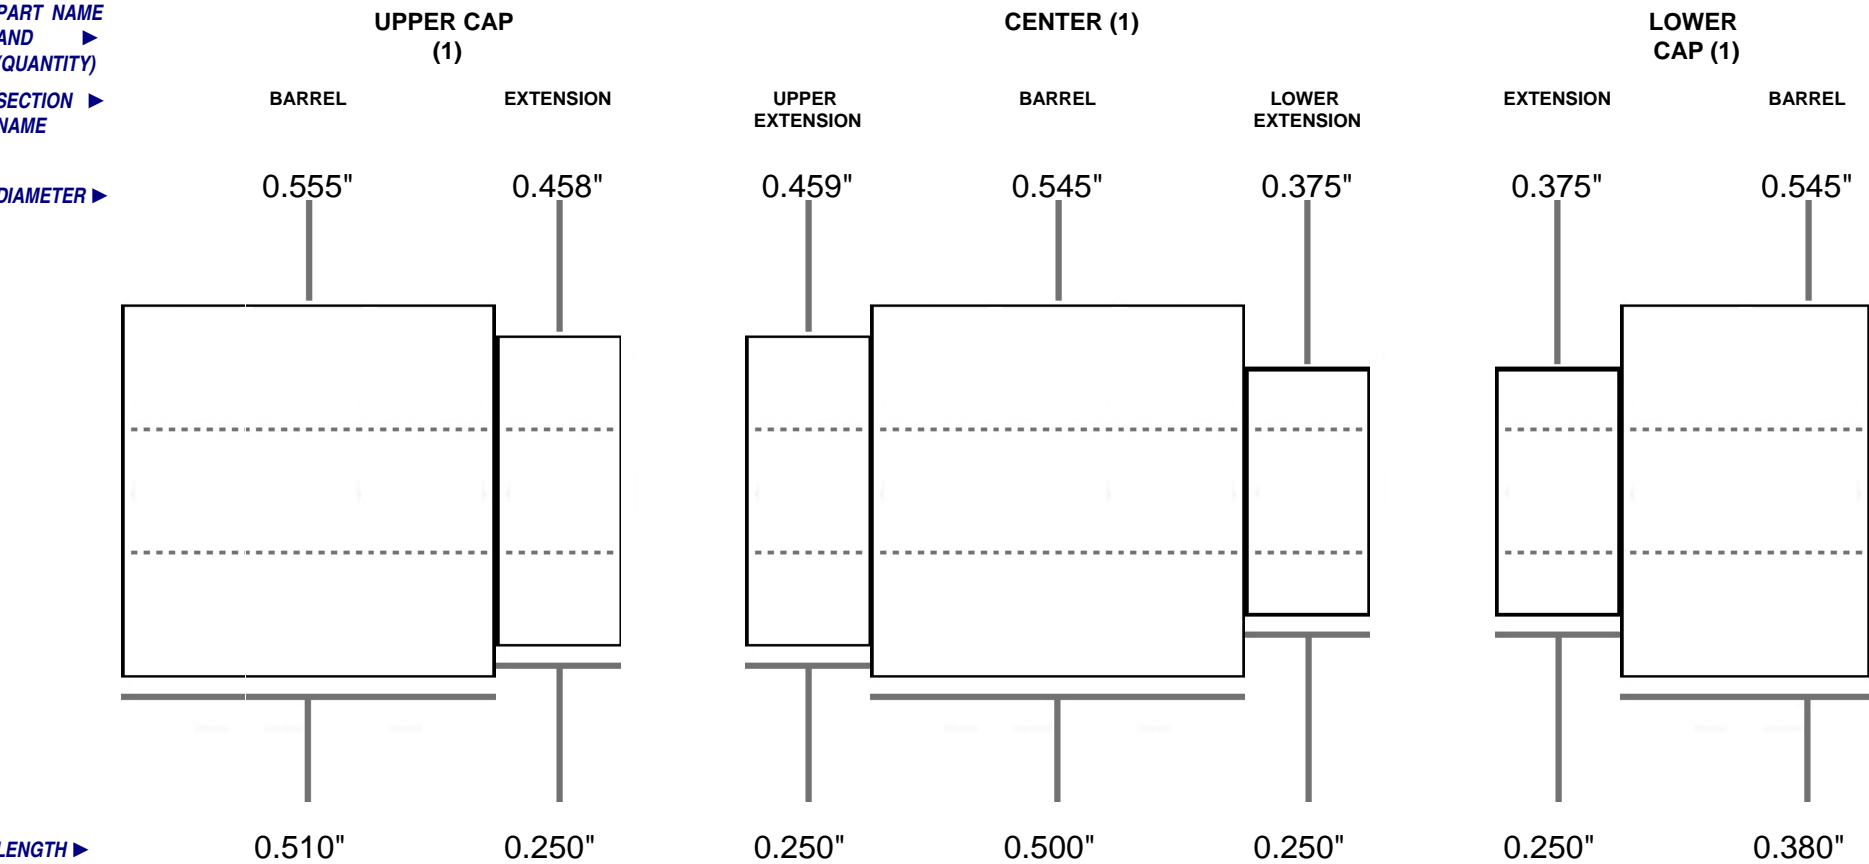 PART NAME
AND ►
(QUANTITY)
UPPER CAP
(1)
CENTER (1)
LOWER
CAP (1)
SECTION ►
NAME
BARREL
EXTENSION
UPPER
EXTENSION
BARREL
LOWER
EXTENSION
EXTENSION
BARREL
DIAMETER ►
0.555"
0.458"
0.459"
0.545"
0.375"
0.375"
0.545"
LENGTH ►
0.510"
0.250"
0.250"
0.500"
0.250"
0.250"
0.380"